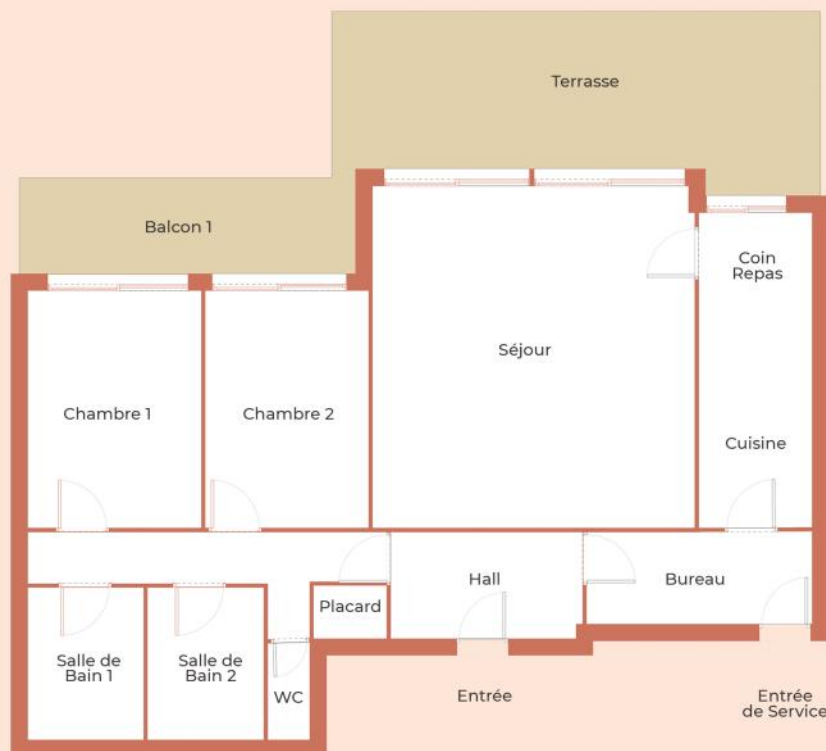 Terrasse
Balcon 1
Coin
Repas
Séjour
Chambre 1
Chambre 2
Cuisine
Hall
Bureau
Placard
Salle de
Bain 1
Salle de
Bain 2
WC
Entrée
Entrée
de Service